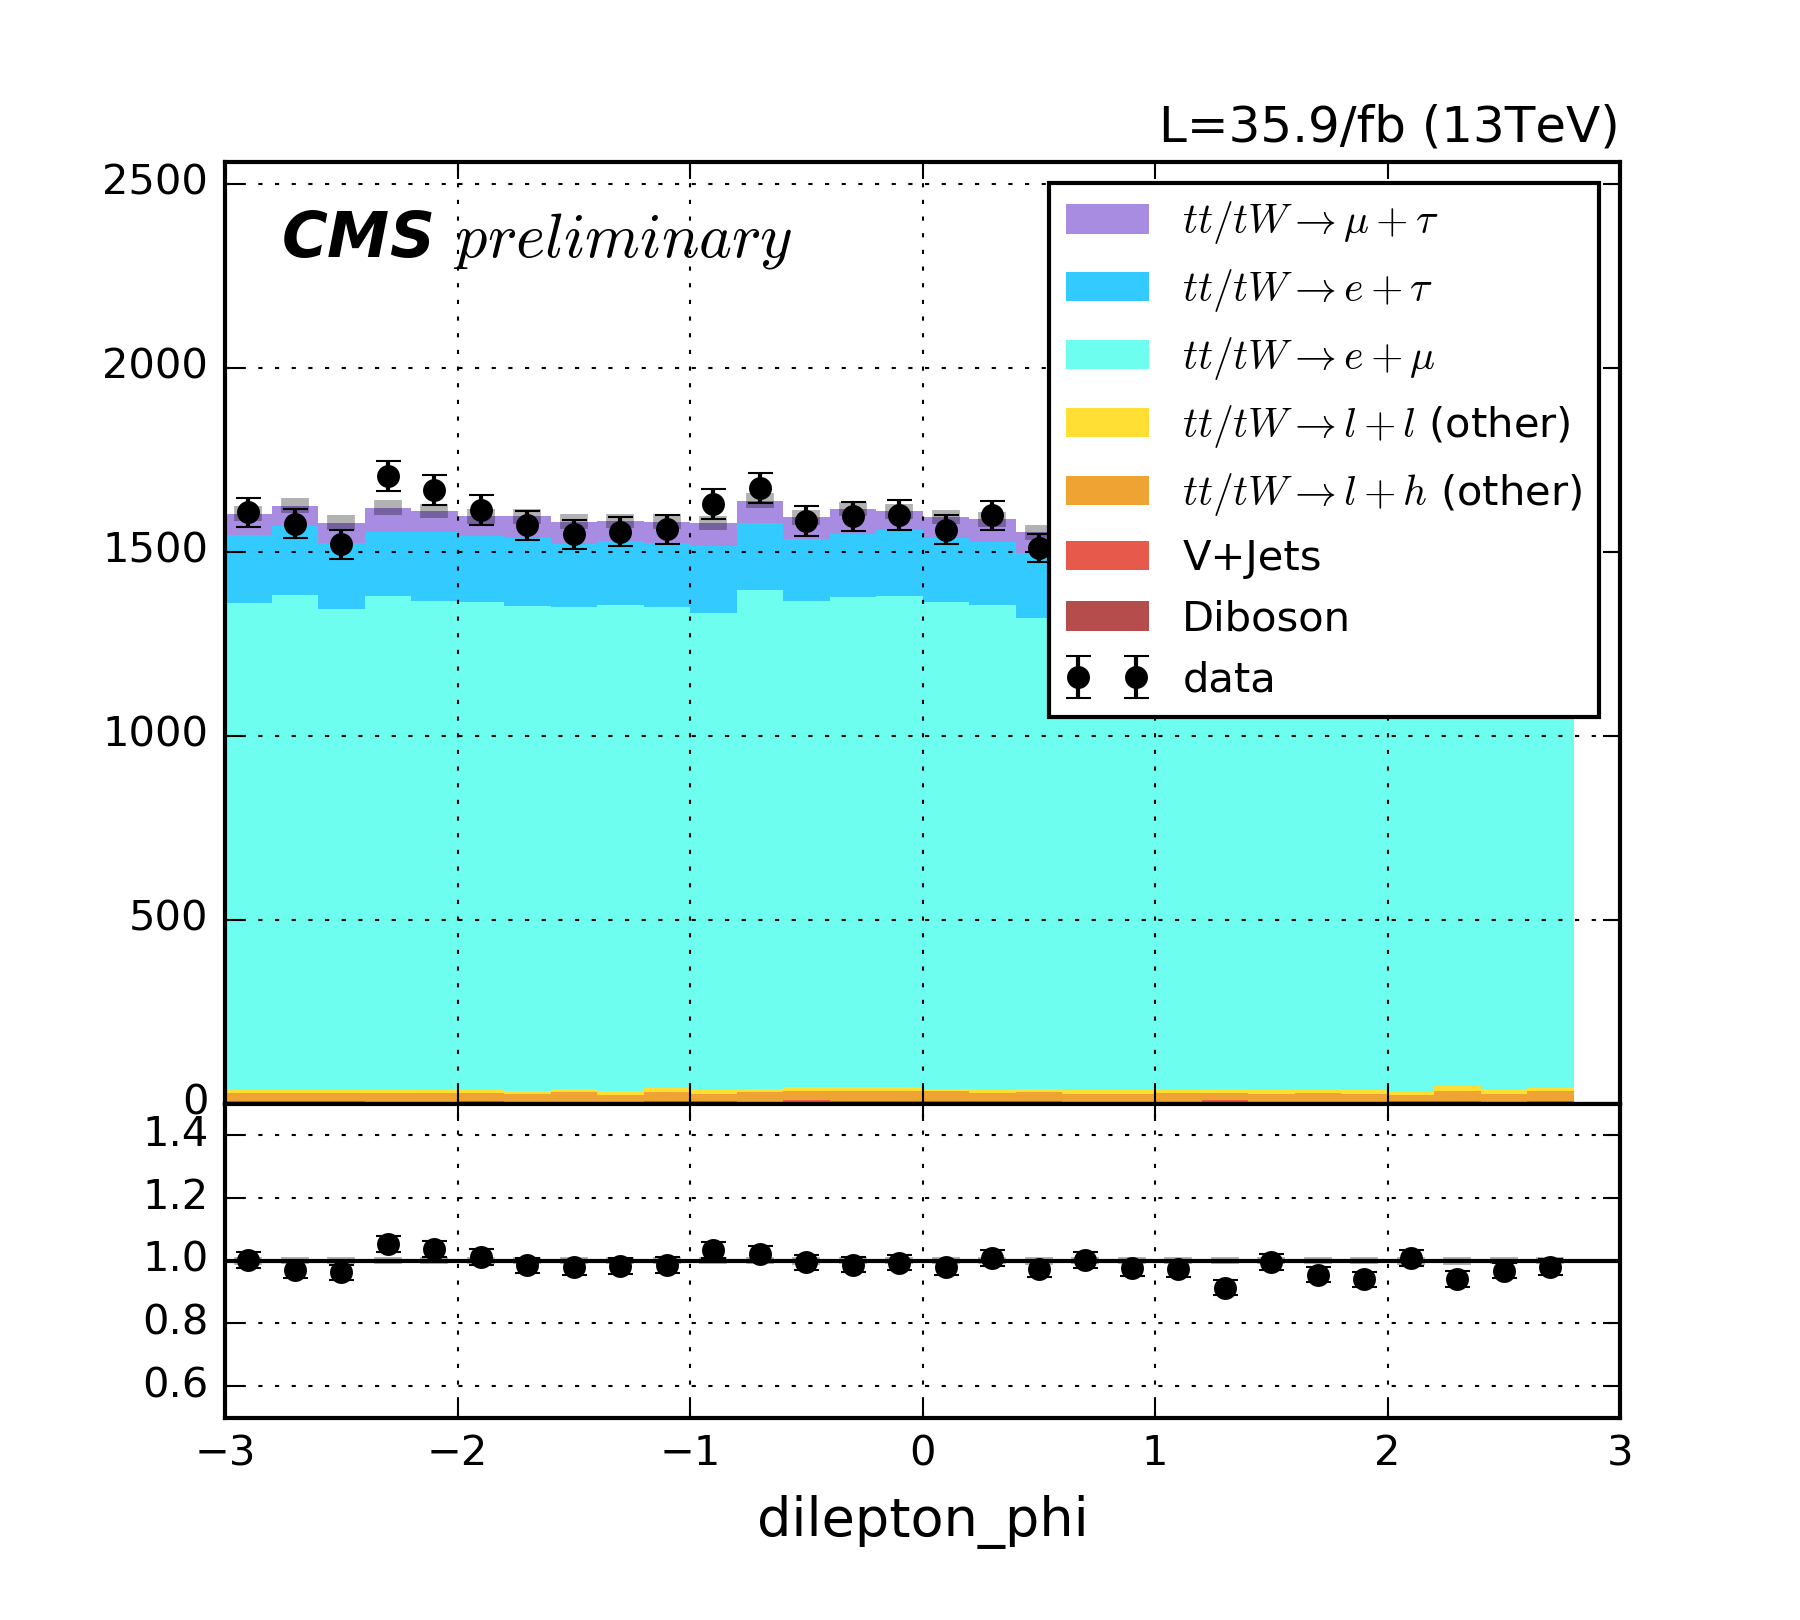 L=35.9/fb (13TeV)
CMS preliminary
2500
2000
1500
1000
500
0
tt/tW→μ+τ
tt/tW→e+τ
tt/tW→e+μ
tt/tW→l+l (other)
tt/tW→l+h (other)
V+Jets
Diboson
data
1.4
1.2
1.0
0.8
0.6
−3 −2 −1 0 1 2 3
dilepton_phi